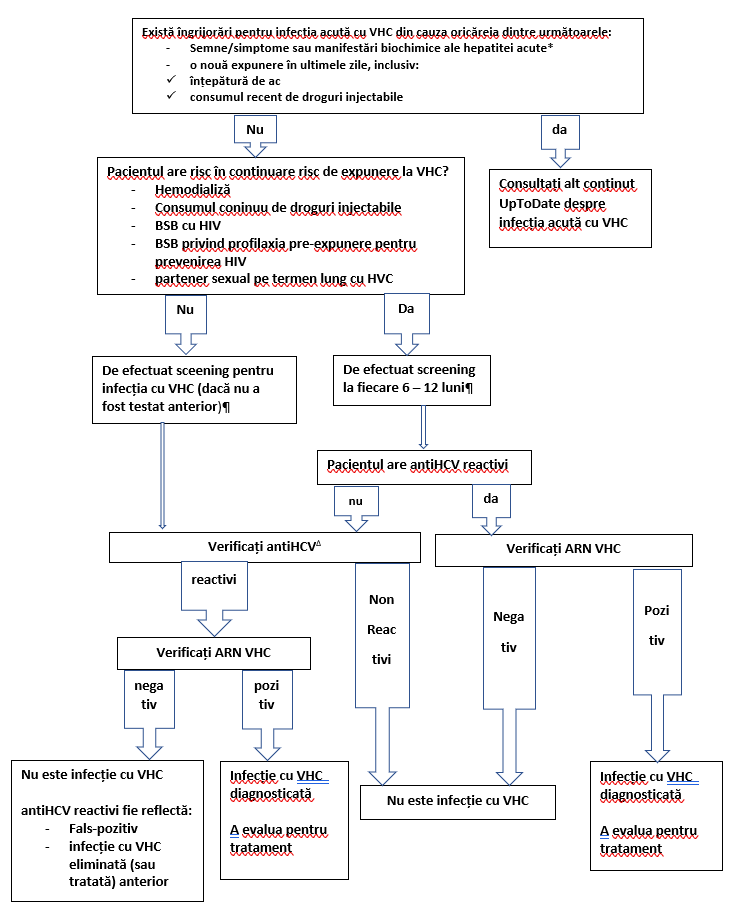 Există îngrijorări pentru infecția acută cu VHC din cauza oricăreia dintre următoarele:
- Semne/simptome sau manifestări biochimice ale hepatitei acute*
- o nouă expunere în ultimele zile, inclusiv:
✓ înțepătură de ac
✓ consumul recent de droguri injectabile
Nu
da
Pacientul are risc în continuare risc de expunere la VHC?
- Hemodializă
- Consumul coninuu de droguri injectabile
- BSB cu HIV
- BSB privind profilaxia pre-expunere pentru
prevenirea HIV
- partener sexual pe termen lung cu HVC
Consultați alt conținut
UpToDate despre
infecția acută cu VHC
Nu
Da
De efectuat sceening pentru
infecția cu VHC (dacă nu a
fost testat anterior)¶
De efectuat screening
la fiecare 6 – 12 luni¶
Pacientul are antiHCV reactivi
nu
da
Verificați antiHCVΔ
Verificați ARN VHC
reactivi
Non
Reac
tivi
Nega
tiv
Pozi
tiv
Verificați ARN VHC
nega
tiv
pozi
tiv
Nu este infecție cu VHC
antiHCV reactivi fie reflectă:
- Fals-pozitiv
- infecție cu VHC
eliminată (sau
tratată) anterior
Infecție cu VHC
diagnosticată
A evalua pentru
tratament
Nu este infecție cu VHC
Infecție cu VHC
diagnosticată
A evalua pentru
tratament